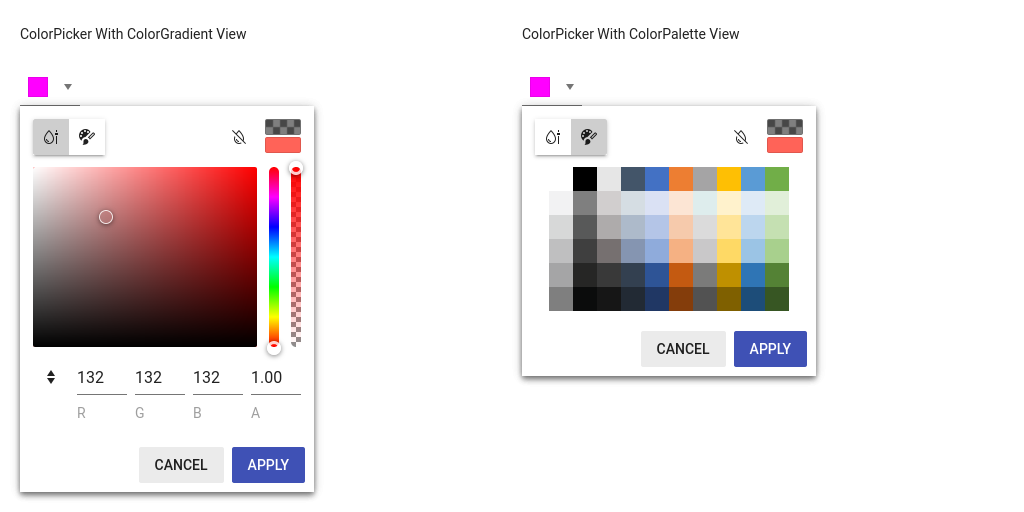 ColorPicker With ColorGradient View
132 132 132 1.00
R G B A
CANCEL APPLY
ColorPicker With ColorPalette View
CANCEL APPLY